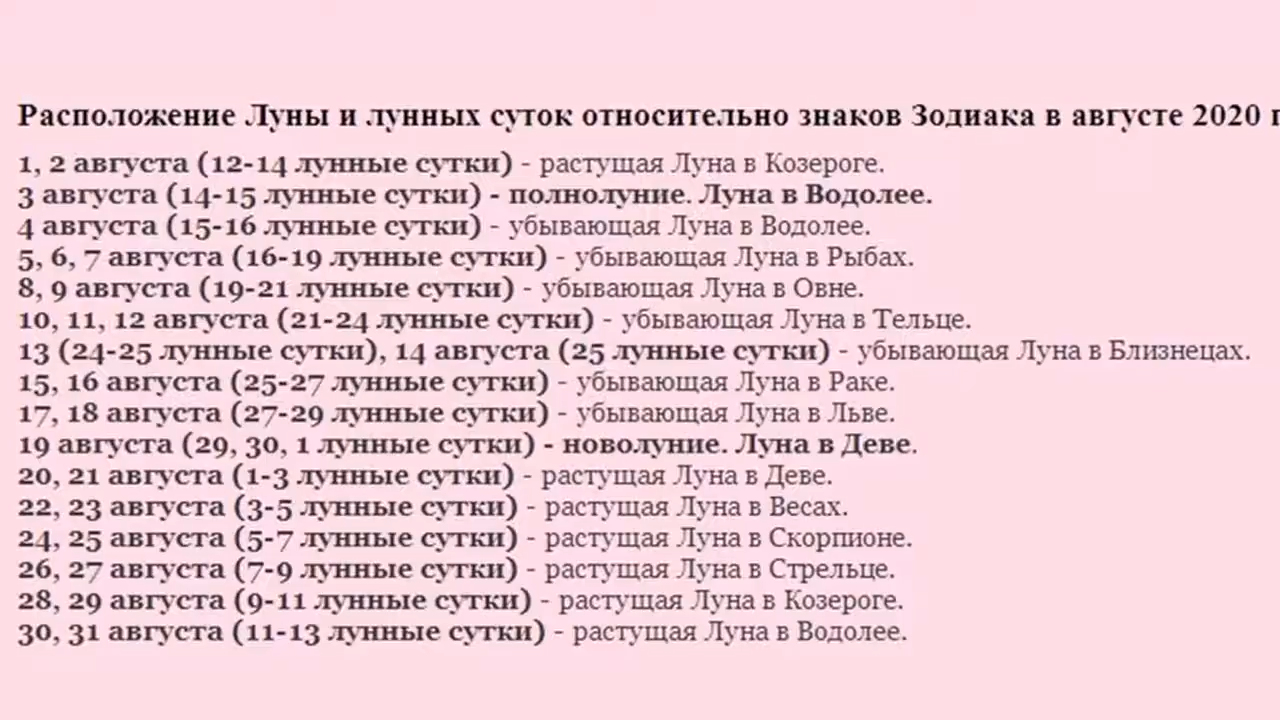 Расположение Луны и лунных суток относительно знаков Зодиака в августе 2020 г
1, 2 августа (12-14 лунные сутки) - растущая Луна в Козероге.
3 августа (14-15 лунные сутки) - полнолуние. Луна в Водолее.
4 августа (15-16 лунные сутки) - убывающая Луна в Водолее.
5, 6, 7 августа (16-19 лунные сутки) - убывающая Луна в Рыбах.
8, 9 августа (19-21 лунные сутки) - убывающая Луна в Овне.
10, 11, 12 августа (21-24 лунные сутки) - убывающая Луна в Тельце.
13 (24-25 лунные сутки), 14 августа (25 лунные сутки) - убывающая Луна в Близнецах.
15, 16 августа (25-27 лунные сутки) - убывающая Луна в Раке.
17, 18 августа (27-29 лунные сутки) - убывающая Луна в Льве.
19 августа (29, 30, 1 лунные сутки) - новолуние. Луна в Деве.
20, 21 августа (1-3 лунные сутки) - растущая Луна в Деве.
22, 23 августа (3-5 лунные сутки) - растущая Луна в Весах.
24, 25 августа (5-7 лунные сутки) - растущая Луна в Скорпионе.
26, 27 августа (7-9 лунные сутки) - растущая Луна в Стрельце.
28, 29 августа (9-11 лунные сутки) - растущая Луна в Козероге.
30, 31 августа (11-13 лунные сутки) - растущая Луна в Водолее.